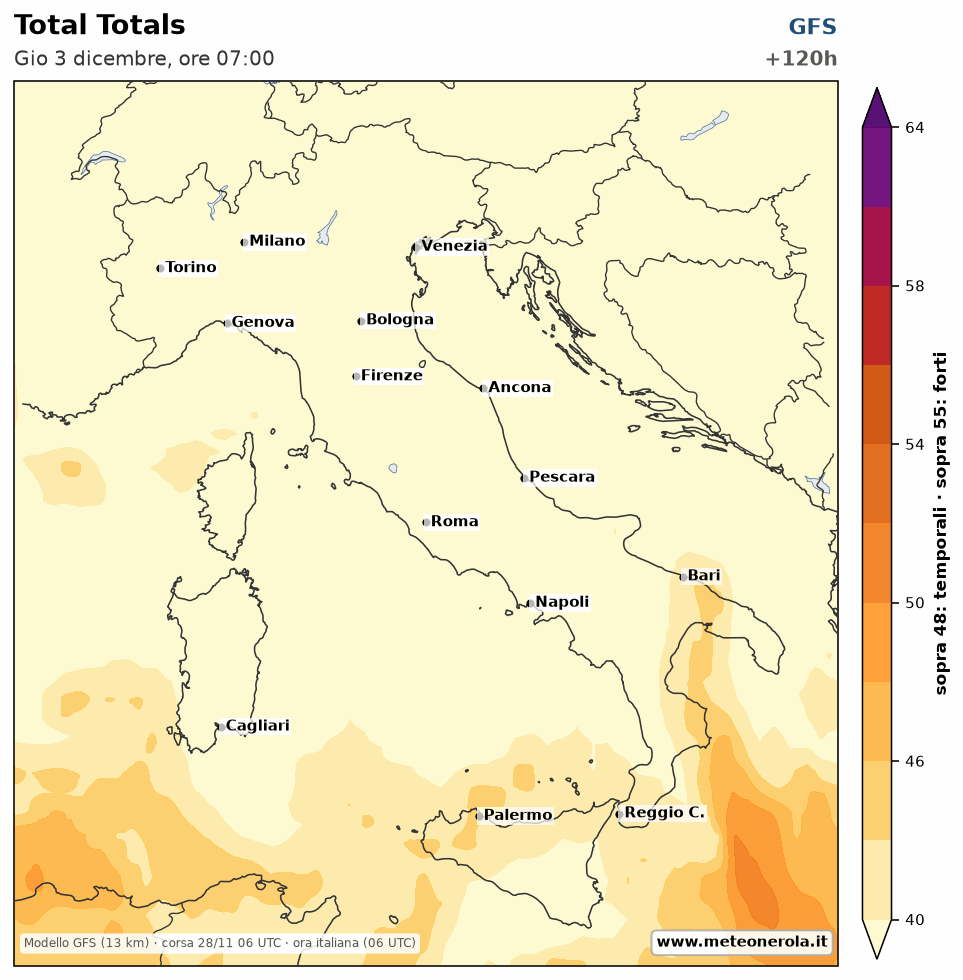 Total Totals
GFS
Gio 3 dicembre, ore 07:00
+120h
Milano
Venezia
Torino
Genova
Bologna
Firenze
Ancona
Pescara
Roma
Bari
Napoli
Cagliari
Palermo
Reggio C.
64
58
54
50
46
40
sopra 48: temporali · sopra 55: forti
Modello GFS (13 km) · corsa 28/11 06 UTC · ora italiana (06 UTC)
www.meteonerola.it